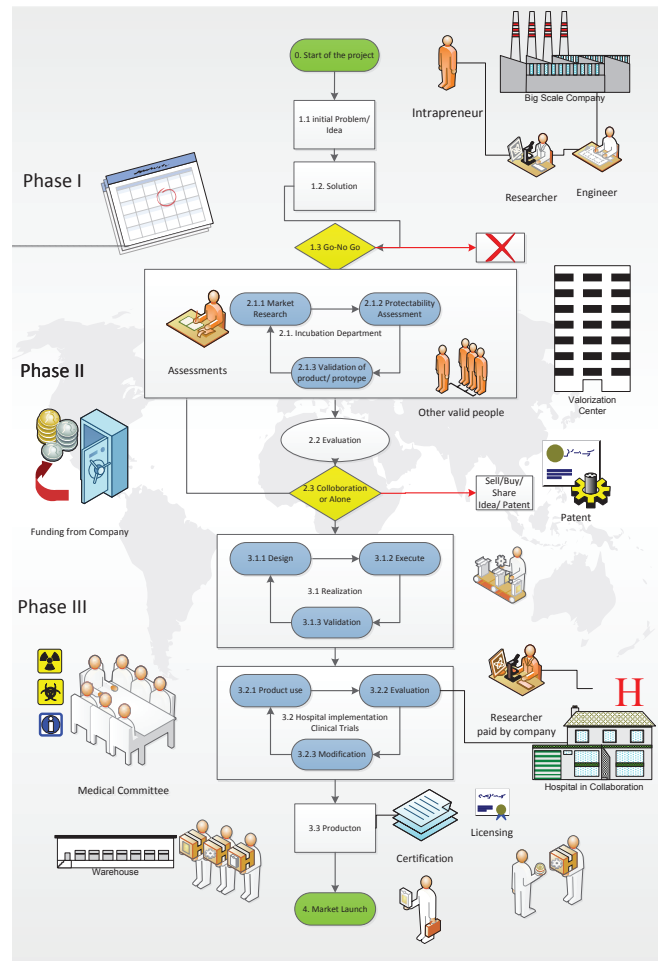 0. Start of the project
Intrapreneur
Big Scale Company
1.1 initial Problem/
Idea
Researcher
Engineer
Phase I
1.2. Solution
1.3 Go-No Go
X
2.1.1 Market
Research
2.1.2 Protectability
Assessment
2.1. Incubation Department
2.1.3 Validation of
product/ protoype
Assessments
Other valid people
Phase II
Valorization
Center
2.2 Evaluation
2.3 Colloboration
or Alone
Sell/Buy/
Share
Idea/ Patent
Patent
Funding from Company
3.1.1 Design
3.1.2 Execute
3.1 Realization
3.1.3 Validation
Phase III
3.2.1 Product use
3.2.2 Evaluation
3.2 Hospital implementation
Clinical Trials
3.2.3 Modification
Researcher
paid by company
H
Hospital in Collaboration
i
Medical Committee
3.3 Producton
Certification
Licensing
Warehouse
4. Market Launch